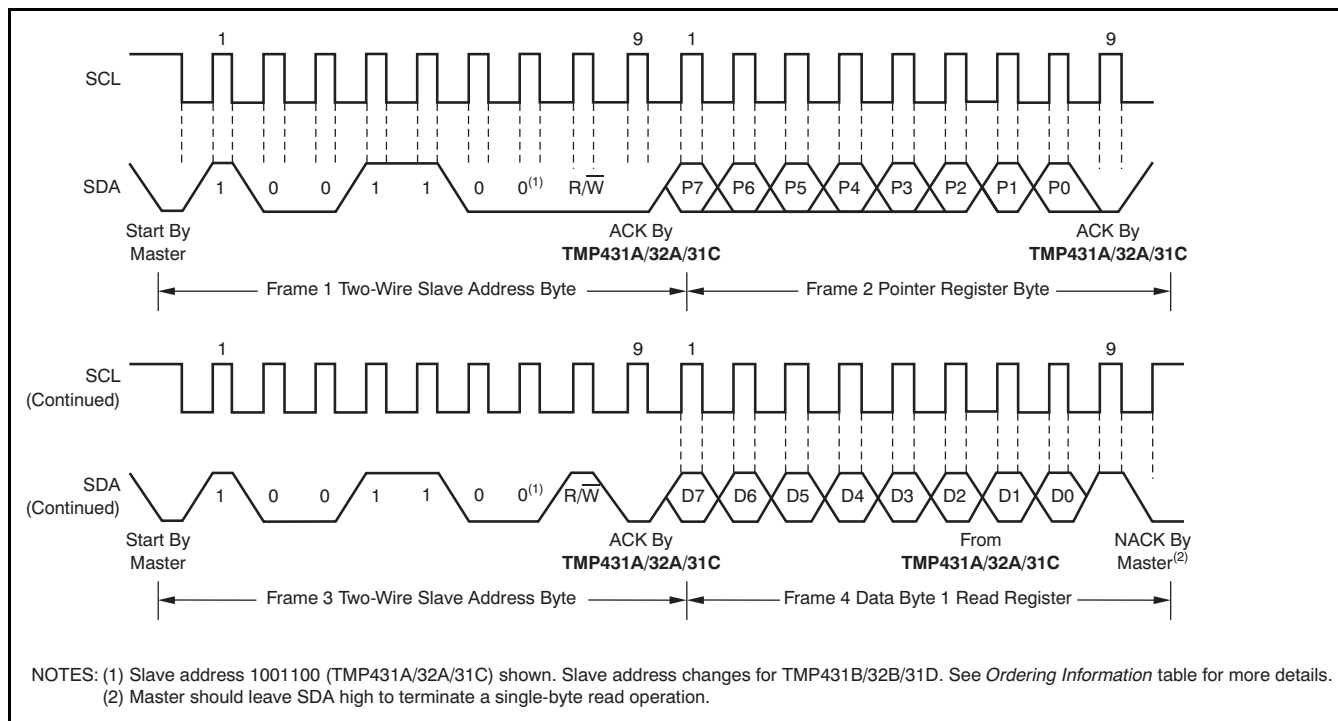 1 9 1 9
SCL
SDA
1 0 0 1 1 0 0(1) R/W̅ P7 P6 P5 P4 P3 P2 P1 P0
Start By
Master
ACK By
TMP431A/32A/31C
ACK By
TMP431A/32A/31C
Frame 1 Two-Wire Slave Address Byte
Frame 2 Pointer Register Byte
1 9 1 9
SCL
(Continued)
SDA
(Continued)
1 0 0 1 1 0 0(1) R/W̅ D7 D6 D5 D4 D3 D2 D1 D0
Start By
Master
ACK By
TMP431A/32A/31C
From
TMP431A/32A/31C
NACK By
Master(2)
Frame 3 Two-Wire Slave Address Byte
Frame 4 Data Byte 1 Read Register
NOTES: (1) Slave address 1001100 (TMP431A/32A/31C) shown. Slave address changes for TMP431B/32B/31D. See Ordering Information table for more details.
(2) Master should leave SDA high to terminate a single-byte read operation.